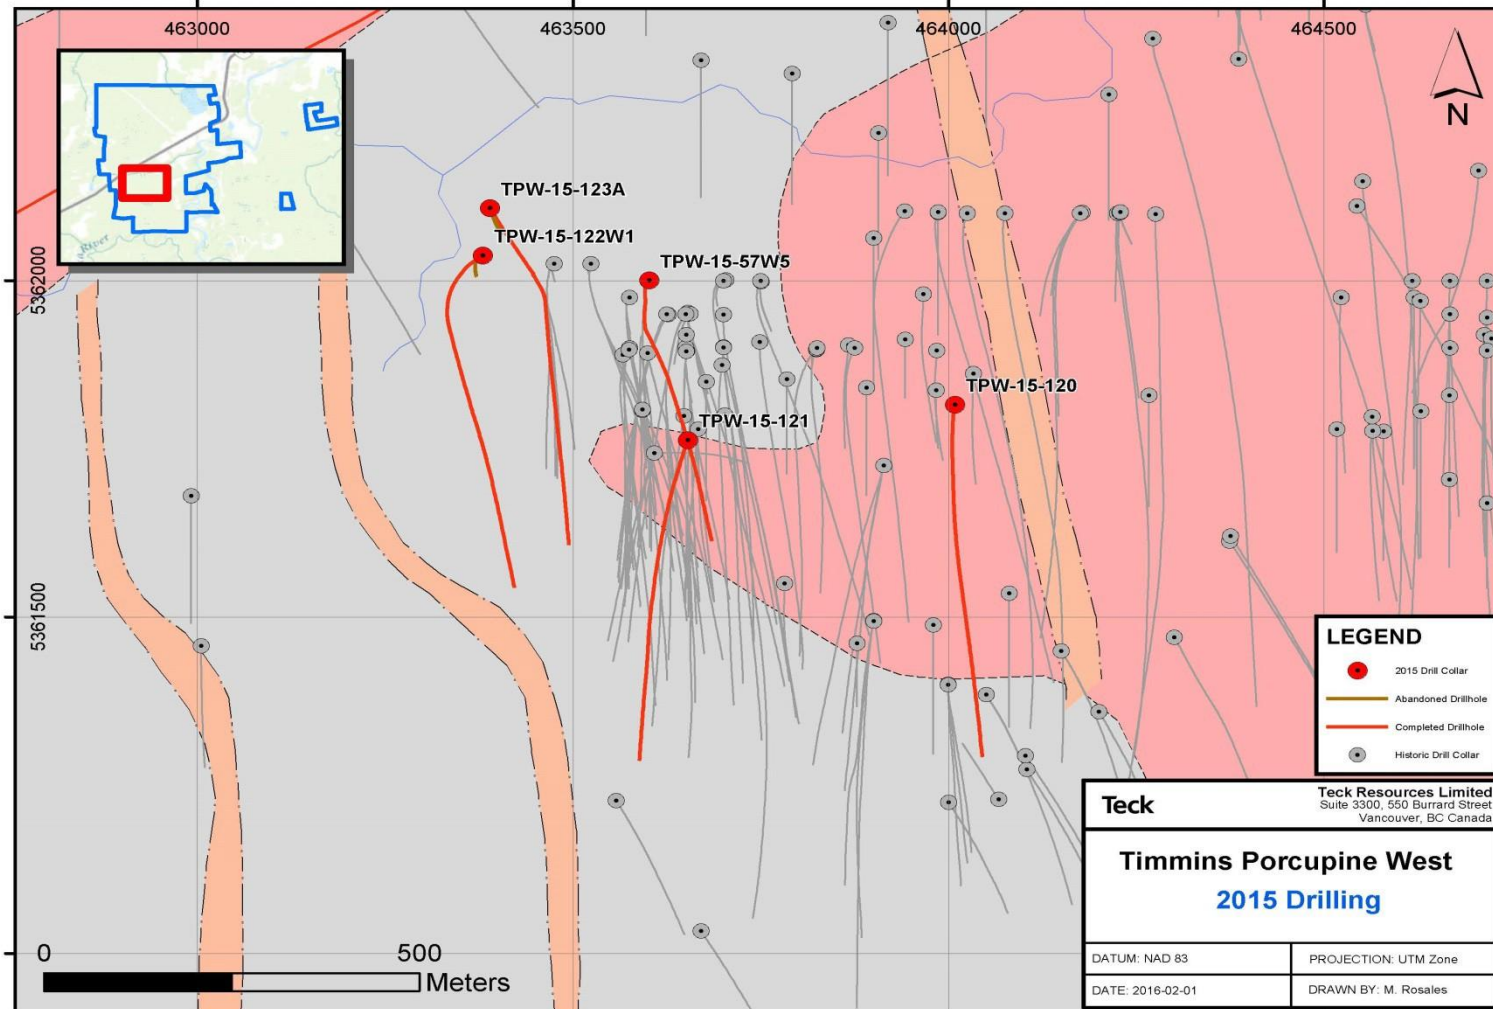 463000
463500
464000
464500
N
River
TPW-15-123A
TPW-15-122W1
TPW-15-57W5
5362000
TPW-15-120
TPW-15-121
5361500
LEGEND
2015 Drill Collar
Abandoned Drillhole
Completed Drillhole
Historic Drill Collar
Teck
Teck Resources Limited
Suite 3300, 550 Burrard Street
Vancouver, BC Canada
Timmins Porcupine West
2015 Drilling
0 500
Meters
DATUM: NAD 83
PROJECTION: UTM Zone
DATE: 2016-02-01
DRAWN BY: M. Rosales